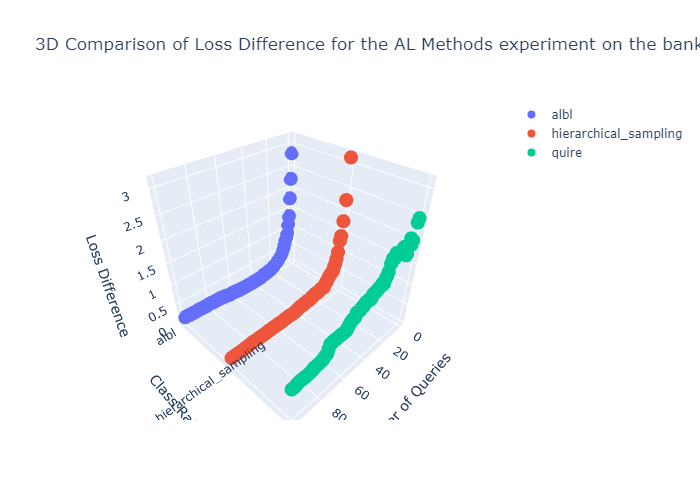 3D Comparison of Loss Difference for the AL Methods experiment on the bank
albl
hierarchical_sampling
quire
3
2.5
2
1.5
1
0.5
0
Loss Difference
albl
hierarchical_sampling
0
20
40
60
80
of Queries